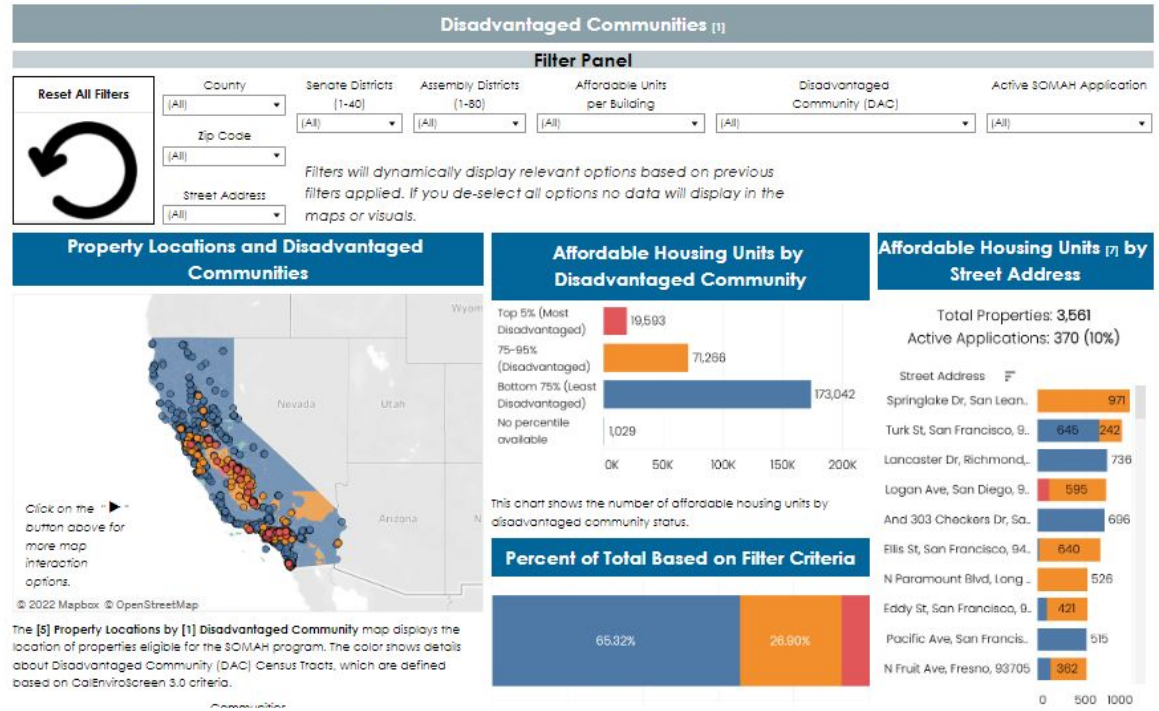 Disadvantaged Communities [1]
Filter Panel
Reset All Filters
County
(All)
Zip Code
(All)
Street Address
(All)
Senate Districts
(1-40)
(All)
Assembly Districts
(1-80)
(All)
Affordable Units
per Building
(All)
Disadvantaged
Community (DAC)
(All)
Active SOMAH Application
(All)
Filters will dynamically display relevant options based on previous
filters applied. If you de-select all options no data will display in the
maps or visuals.
Property Locations and Disadvantaged
Communities
Wyom
Nevada
Utah
Arizona
N
Click on the "▶"
button above for
more map
interaction
options.
© 2022 Mapbox © OpenStreetMap
The [5] Property Locations by [1] Disadvantaged Community map displays the
location of properties eligible for the SOMAH program. The color shows details
about Disadvantaged Community (DAC) Census Tracts, which are defined
based on CalEnviroScreen 3.0 criteria.
Communities
Affordable Housing Units by
Disadvantaged Community
Top 5% (Most
Disadvantaged)
19,593
75-95%
(Disadvantaged)
71,266
Bottom 75% (Least
Disadvantaged)
173,042
No percentile
available
1,029
0K 50K 100K 150K 200K
This chart shows the number of affordable housing units by
disadvantaged community status.
Percent of Total Based on Filter Criteria
65.32% 26.90%
Affordable Housing Units [7] by
Street Address
Total Properties: 3,561
Active Applications: 370 (10%)
Street Address
Springlake Dr, San Lean.. 971
Turk St, San Francisco, 9.. 645 242
Lancaster Dr, Richmond,.. 736
Logan Ave, San Diego, 9.. 595
And 303 Checkers Dr, Sa.. 696
Ellis St, San Francisco, 94.. 640
N Paramount Blvd, Long .. 526
Eddy St, San Francisco, 9.. 421
Pacific Ave, San Francis.. 515
N Fruit Ave, Fresno, 93705 362
0 500 1000